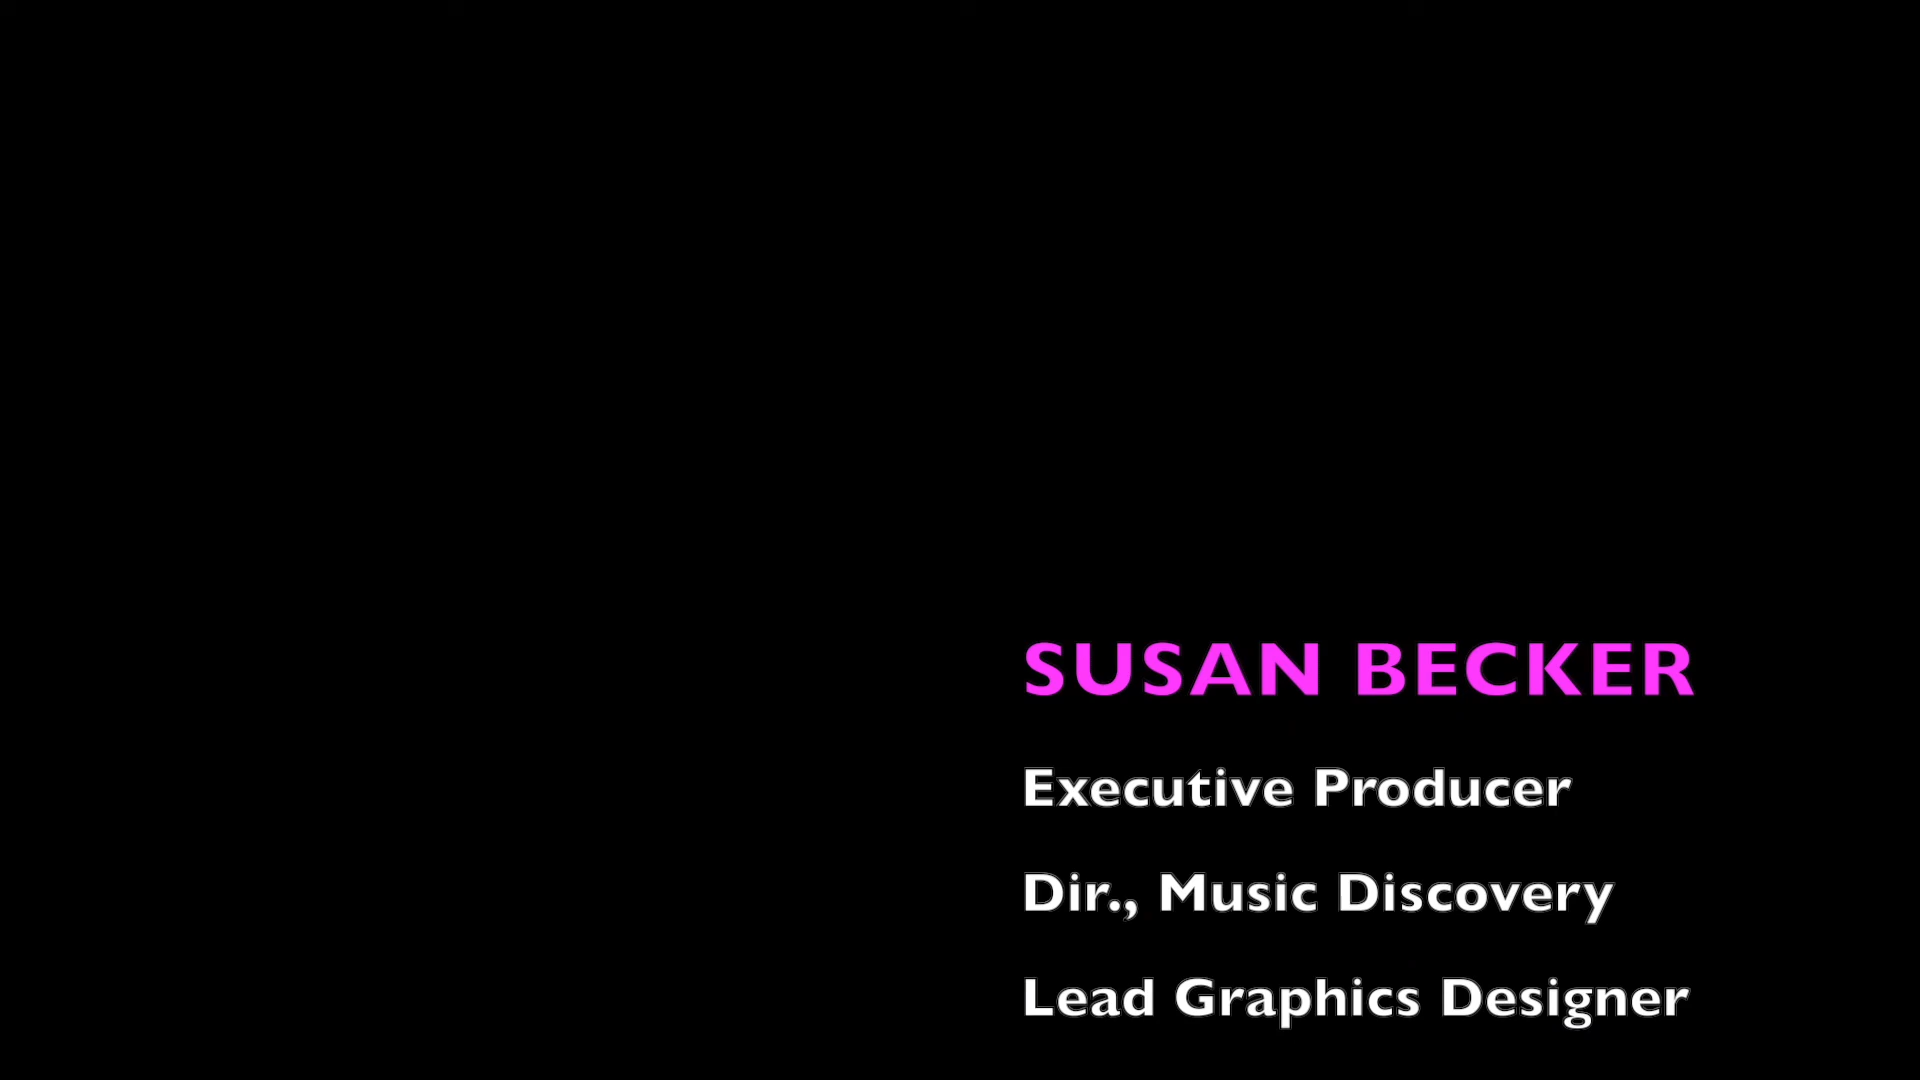 SUSAN BECKER
Executive Producer
Dir., Music Discovery
Lead Graphics Designer